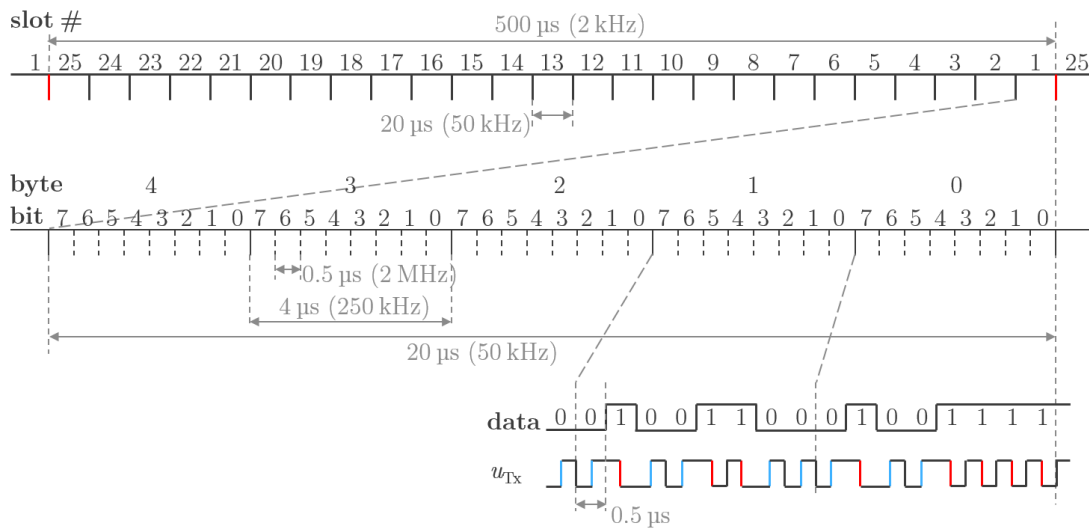 slot #
500 µs (2 kHz)
1 25 24 23 22 21 20 19 18 17 16 15 14 13 12 11 10 9 8 7 6 5 4 3 2 1 25
20 µs (50 kHz)
byte 4 3 2 1 0
bit 7 6 5 4 3 2 1 0 7 6 5 4 3 2 1 0 7 6 5 4 3 2 1 0 7 6 5 4 3 2 1 0 7 6 5 4 3 2 1 0
0.5 µs (2 MHz)
4 µs (250 kHz)
20 µs (50 kHz)
data 0 0 1 0 0 1 1 0 0 0 1 0 0 1 1 1 1
uTx
0.5 µs